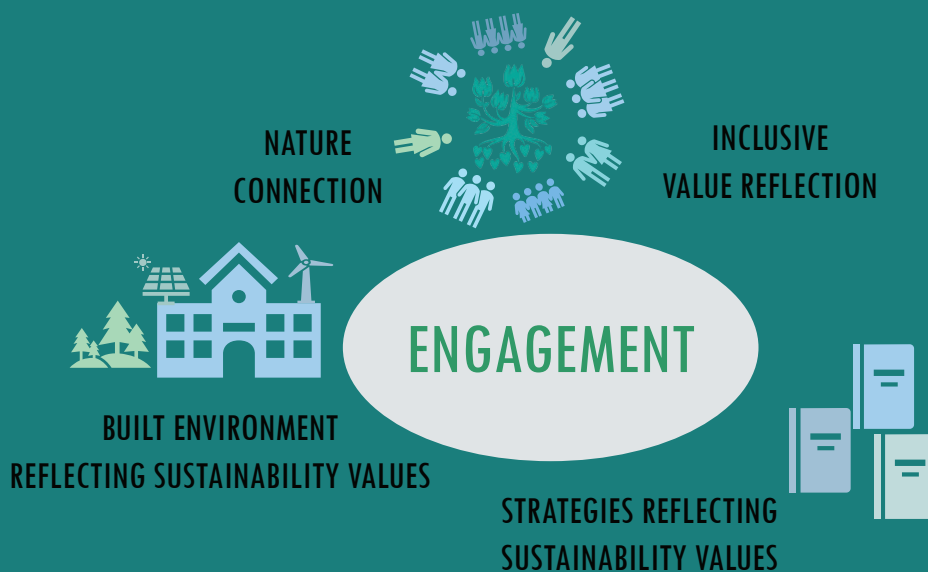 NATURE
CONNECTION
INCLUSIVE
VALUE REFLECTION
ENGAGEMENT
BUILT ENVIRONMENT
REFLECTING SUSTAINABILITY VALUES
STRATEGIES REFLECTING
SUSTAINABILITY VALUES